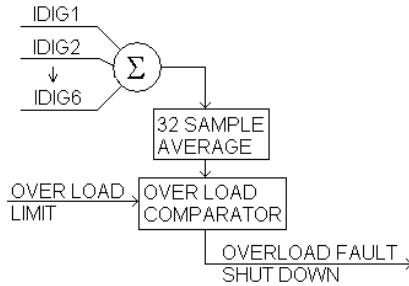 IDIG1
IDIG2
IDIG6
Σ
32 SAMPLE
AVERAGE
OVER LOAD
LIMIT
OVER LOAD
COMPARATOR
OVERLOAD FAULT
SHUT DOWN